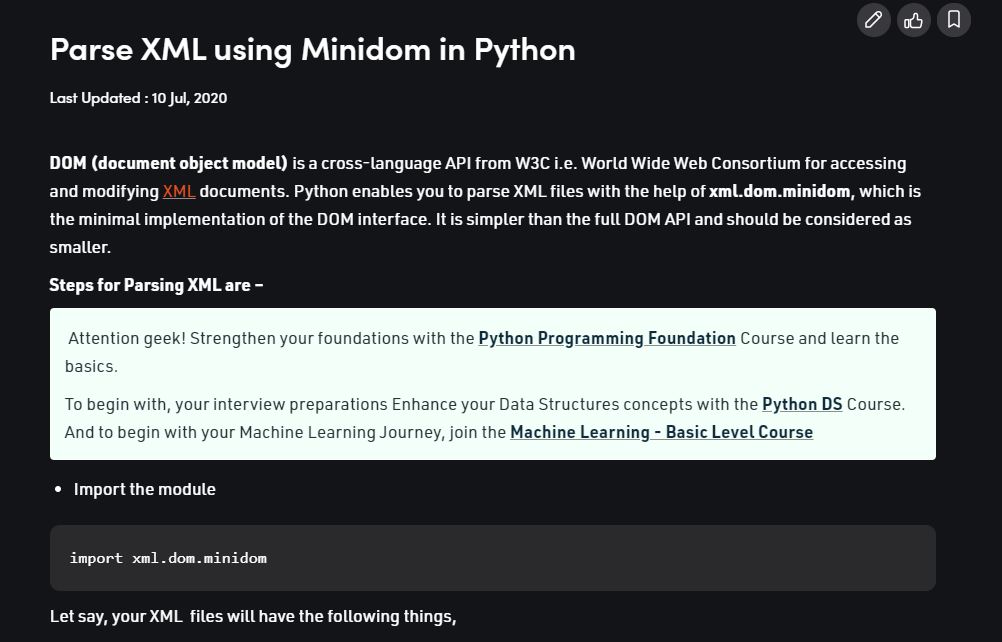 Parse XML using Minidom in Python
Last Updated : 10 Jul, 2020
DOM (document object model) is a cross-language API from W3C i.e. World Wide Web Consortium for accessing
and modifying XML documents. Python enables you to parse XML files with the help of xml.dom.minidom, which is
the minimal implementation of the DOM interface. It is simpler than the full DOM API and should be considered as
smaller.
Steps for Parsing XML are –
Attention geek! Strengthen your foundations with the Python Programming Foundation Course and learn the
basics.
To begin with, your interview preparations Enhance your Data Structures concepts with the Python DS Course.
And to begin with your Machine Learning Journey, join the Machine Learning - Basic Level Course
• Import the module
import xml.dom.minidom
Let say, your XML  files will have the following things,